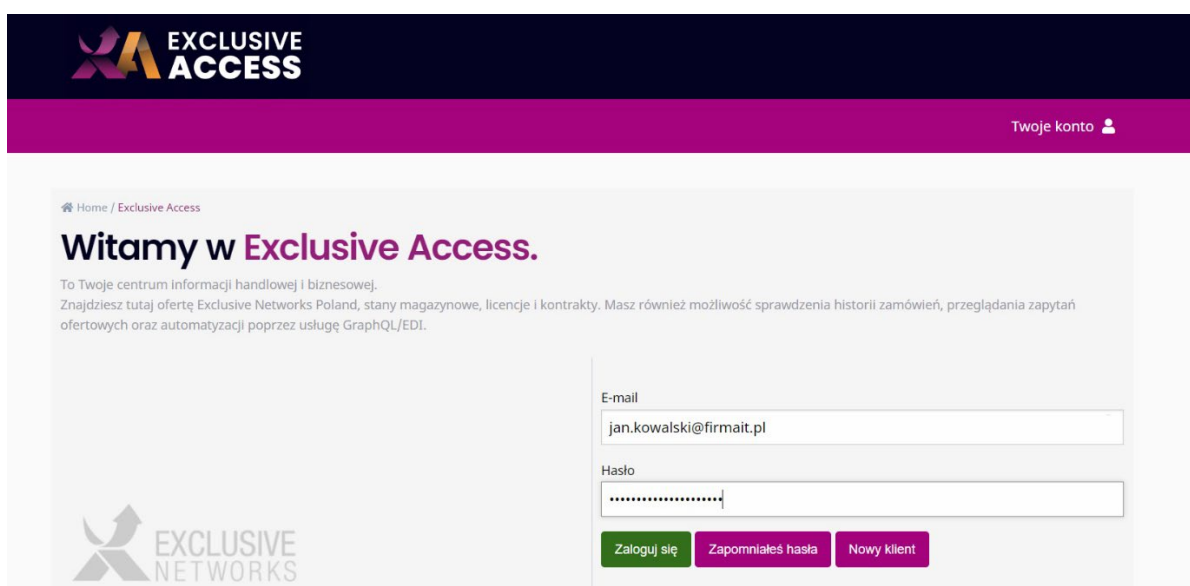 EXCLUSIVE
ACCESS
Twoje konto
Home / Exclusive Access
Witamy w Exclusive Access.
To Twoje centrum informacji handlowej i biznesowej.
Znajdziesz tutaj ofertę Exclusive Networks Poland, stany magazynowe, licencje i kontrakty. Masz również możliwość sprawdzenia historii zamówień, przeglądania zapytań
ofertowych oraz automatyzacji poprzez usługę GraphQL/EDI.
E-mail
jan.kowalski@firmait.pl
Hasło
Zaloguj się Zapomniałeś hasła Nowy klient
EXCLUSIVE
NETWORKS